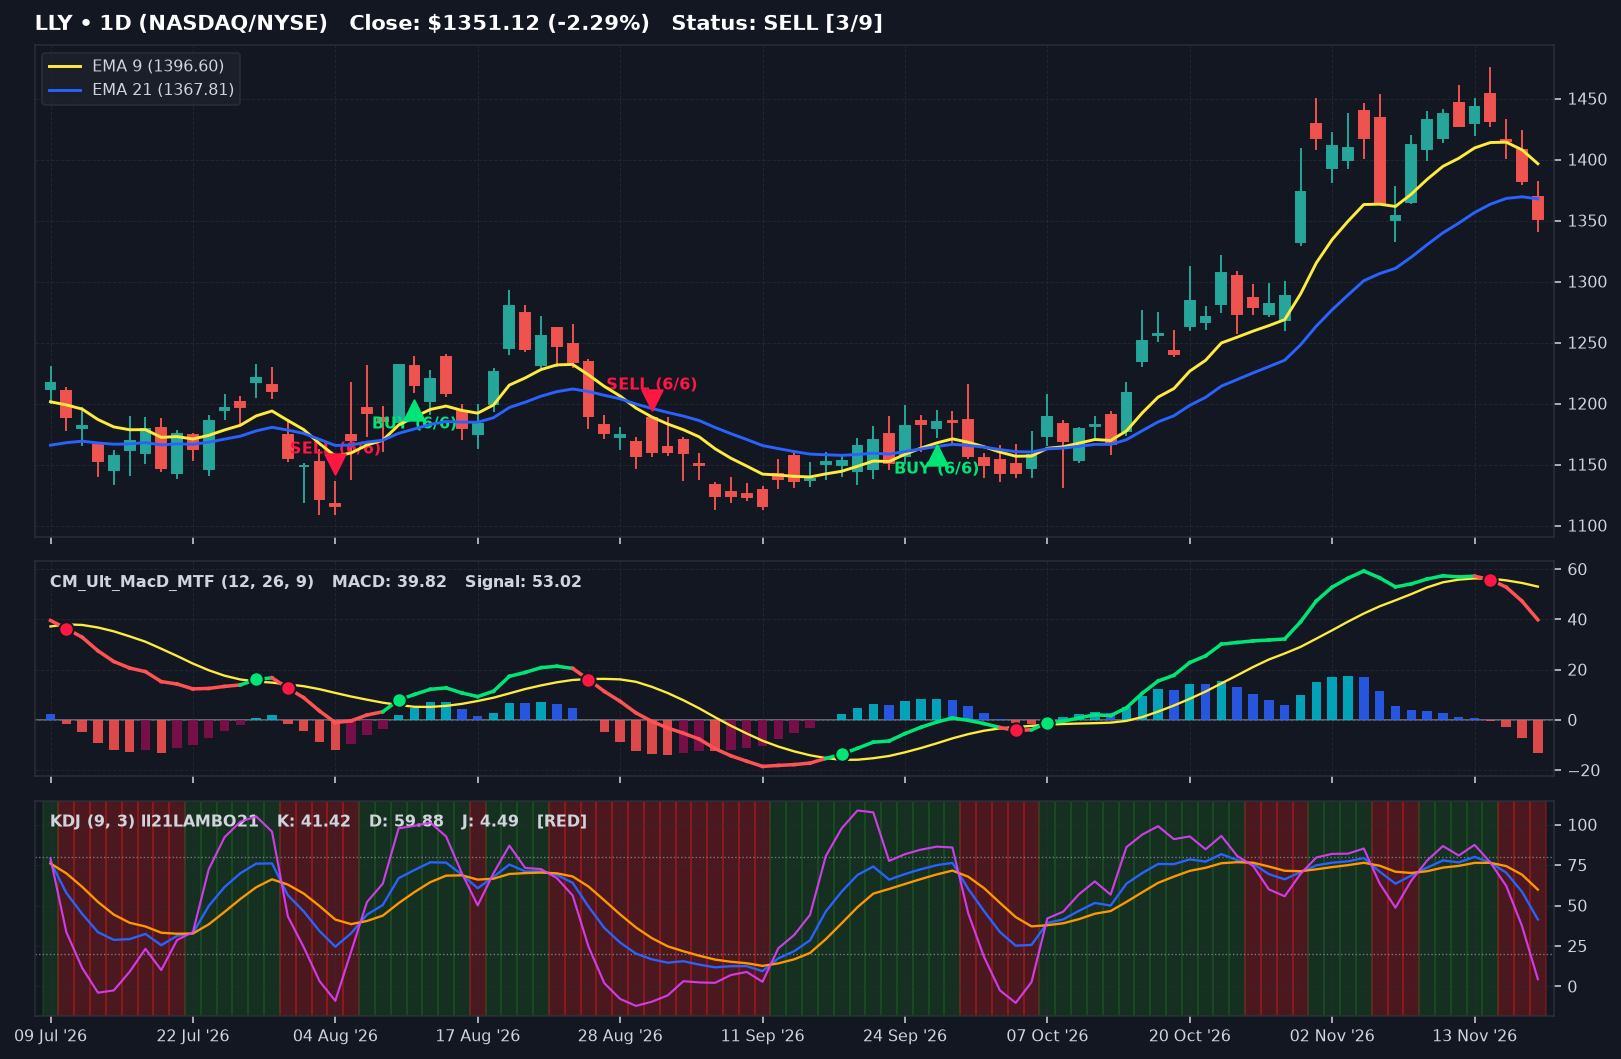 LLY • 1D (NASDAQ/NYSE)   Close: $1351.12 (-2.29%)   Status: SELL [3/9]
EMA 9 (1396.60)
EMA 21 (1367.81)
1450
1400
1350
1300
1250
1200
1150
1100
SELL (6/6)
BUY (6/6)
SELL (6/6)
BUY (6/6)
CM_Ult_MacD_MTF (12, 26, 9)   MACD: 39.82   Signal: 53.02
60
40
20
0
−20
KDJ (9, 3) II21LAMBO21   K: 41.42   D: 59.88   J: 4.49   [RED]
100
75
50
25
0
09 Jul '26   22 Jul '26   04 Aug '26   17 Aug '26   28 Aug '26   11 Sep '26   24 Sep '26   07 Oct '26   20 Oct '26   02 Nov '26   13 Nov '26